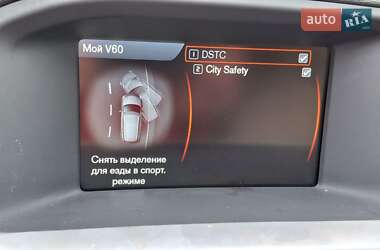 auto RIA
Мой V60
1 DSTC
2 City Safety
Снять выделение
для езды в спорт.
режиме